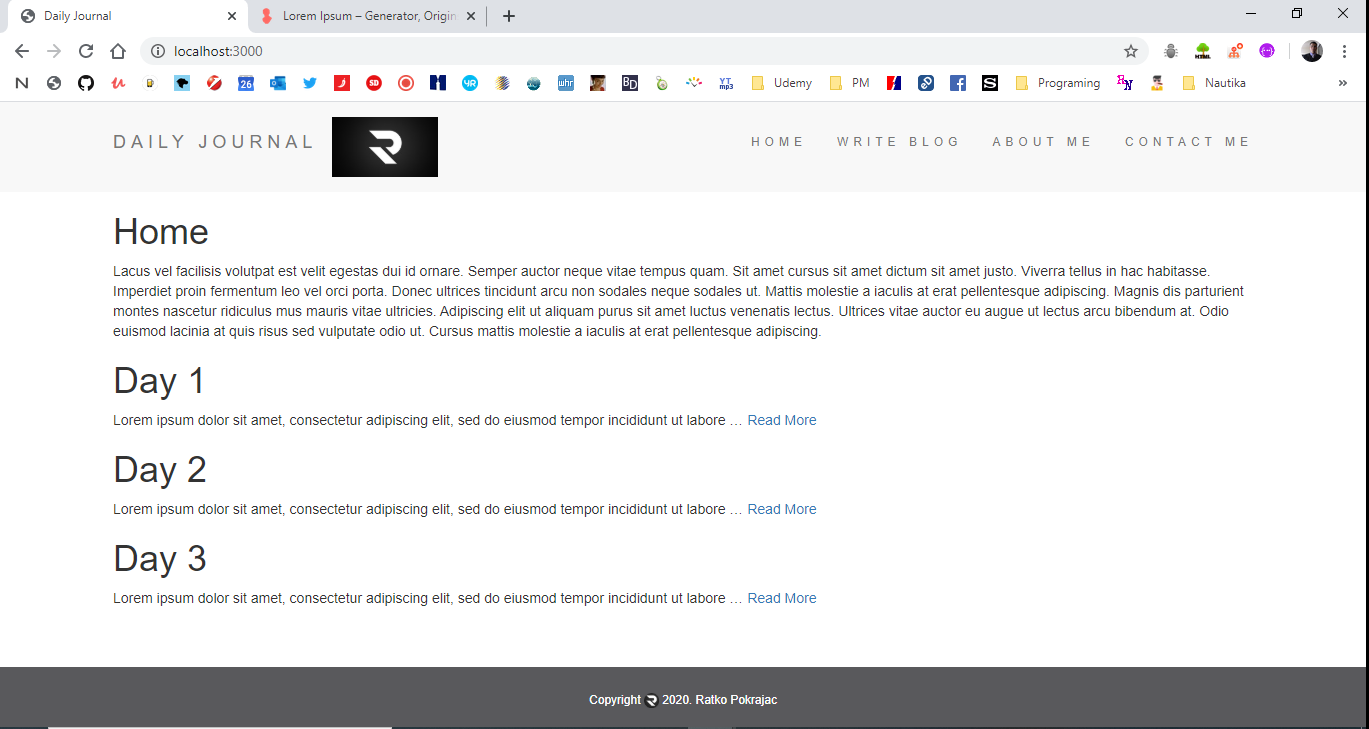 Daily Journal
Lorem Ipsum – Generator, Origin
localhost:3000
HTML
N
26
SD
YR
whr
BD
YT mp3
Udemy
PM
S
Programing
Nautika
»
DAILY JOURNAL
HOME WRITE BLOG ABOUT ME CONTACT ME
Home
Lacus vel facilisis volutpat est velit egestas dui id ornare. Semper auctor neque vitae tempus quam. Sit amet cursus sit amet dictum sit amet justo. Viverra tellus in hac habitasse.
Imperdiet proin fermentum leo vel orci porta. Donec ultrices tincidunt arcu non sodales neque sodales ut. Mattis molestie a iaculis at erat pellentesque adipiscing. Magnis dis parturient
montes nascetur ridiculus mus mauris vitae ultricies. Adipiscing elit ut aliquam purus sit amet luctus venenatis lectus. Ultrices vitae auctor eu augue ut lectus arcu bibendum at. Odio
euismod lacinia at quis risus sed vulputate odio ut. Cursus mattis molestie a iaculis at erat pellentesque adipiscing.
Day 1
Lorem ipsum dolor sit amet, consectetur adipiscing elit, sed do eiusmod tempor incididunt ut labore … Read More
Day 2
Lorem ipsum dolor sit amet, consectetur adipiscing elit, sed do eiusmod tempor incididunt ut labore … Read More
Day 3
Lorem ipsum dolor sit amet, consectetur adipiscing elit, sed do eiusmod tempor incididunt ut labore … Read More
Copyright 2020. Ratko Pokrajac